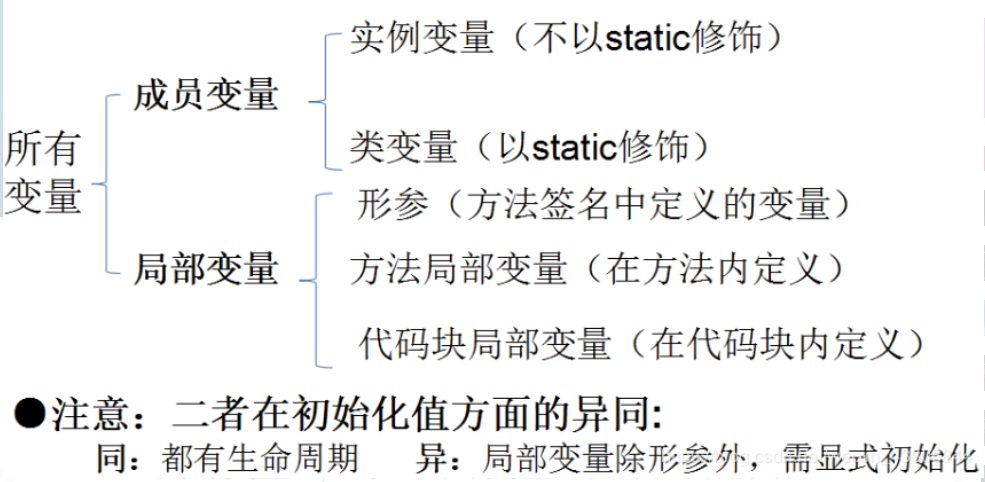 实例变量（不以static修饰）
成员变量
所有
变量
类变量（以static修饰）
形参（方法签名中定义的变量）
局部变量
方法局部变量（在方法内定义）
代码块局部变量（在代码块内定义）
●注意：二者在初始化值方面的异同:
同：都有生命周期 异：局部变量除形参外，需显式初始化